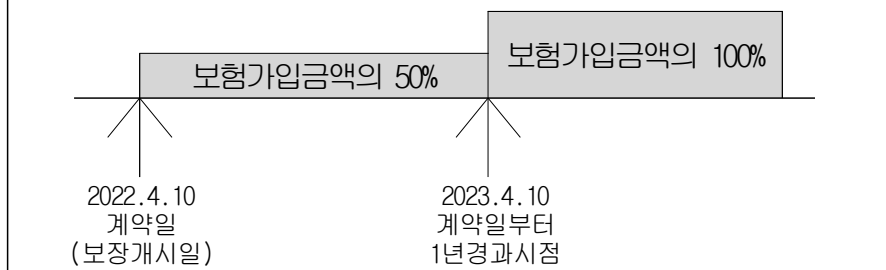 보험가입금액의 50%
보험가입금액의 100%
2022.4.10
계약일
(보장개시일)
2023.4.10
계약일부터
1년경과시점